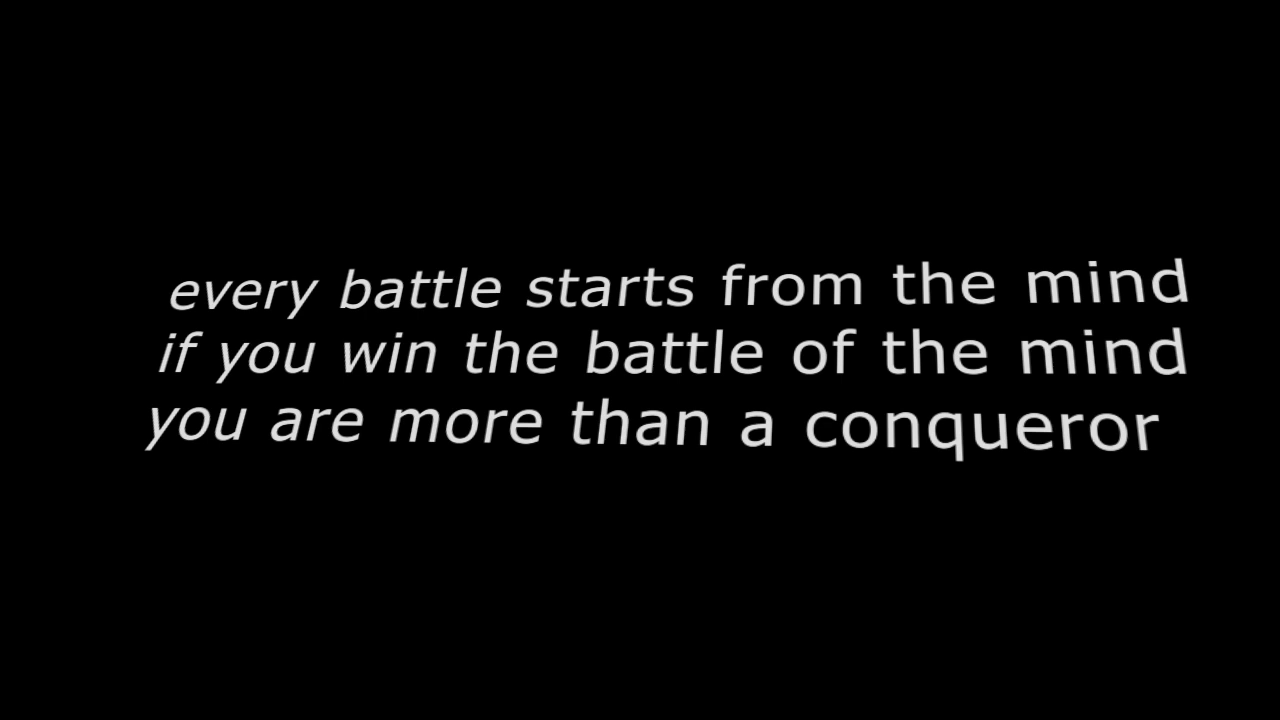 every battle starts from the mind
if you win the battle of the mind
you are more than a conqueror